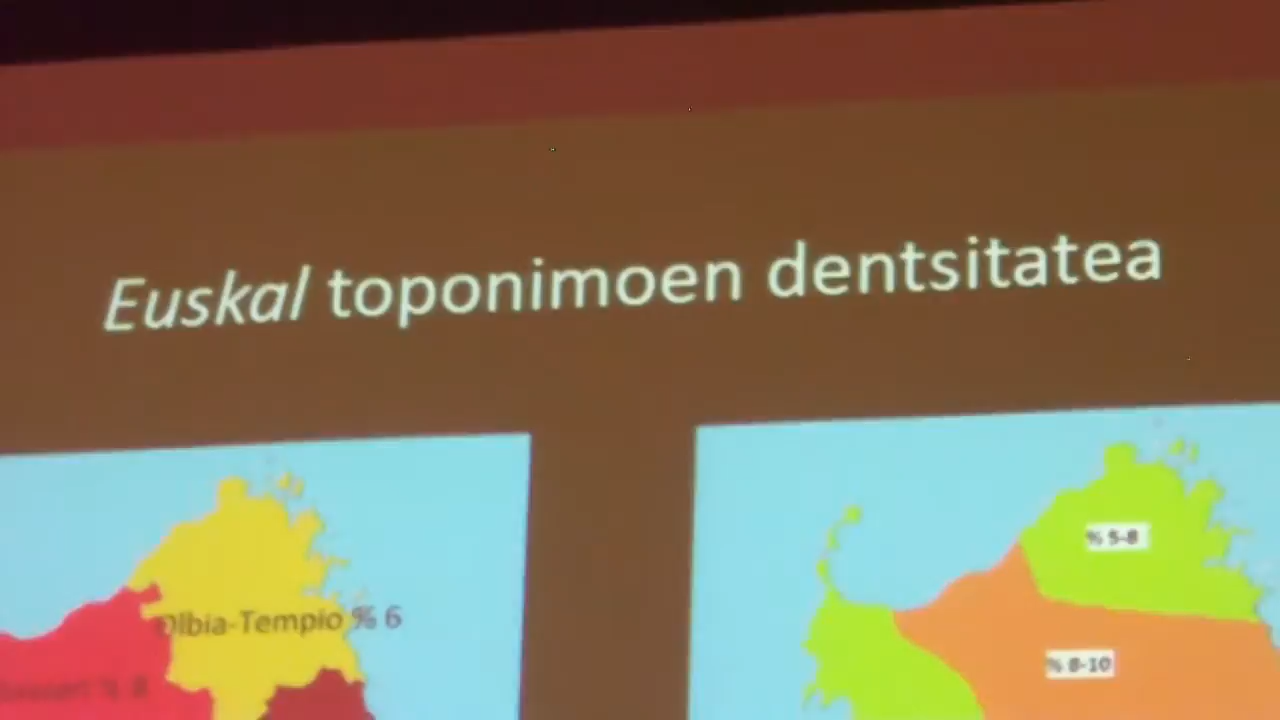 Euskal toponimoen dentsitatea
Olbia-Tempio % 6
% 5-8
% 8-10